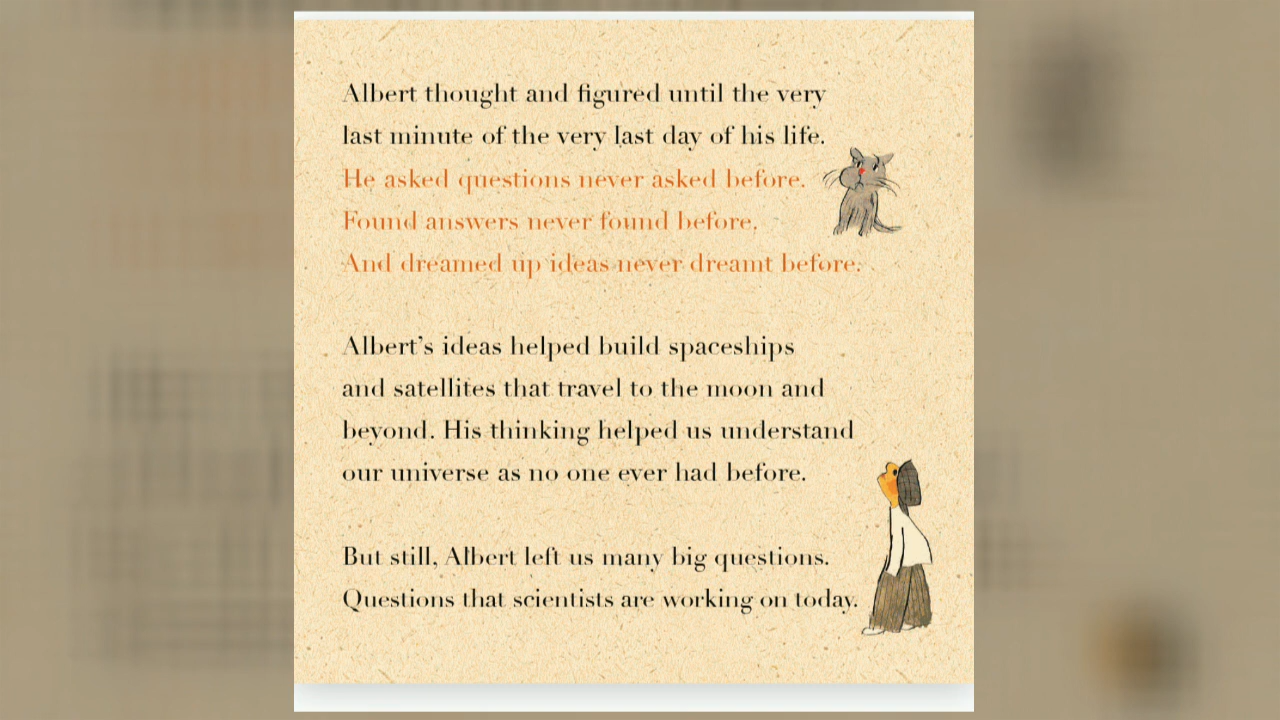 Albert thought and figured until the very
last minute of the very last day of his life.
He asked questions never asked before.
Found answers never found before.
And dreamed up ideas never dreamt before.
Albert's ideas helped build spaceships
and satellites that travel to the moon and
beyond. His thinking helped us understand
our universe as no one ever had before.
But still, Albert left us many big questions.
Questions that scientists are working on today.